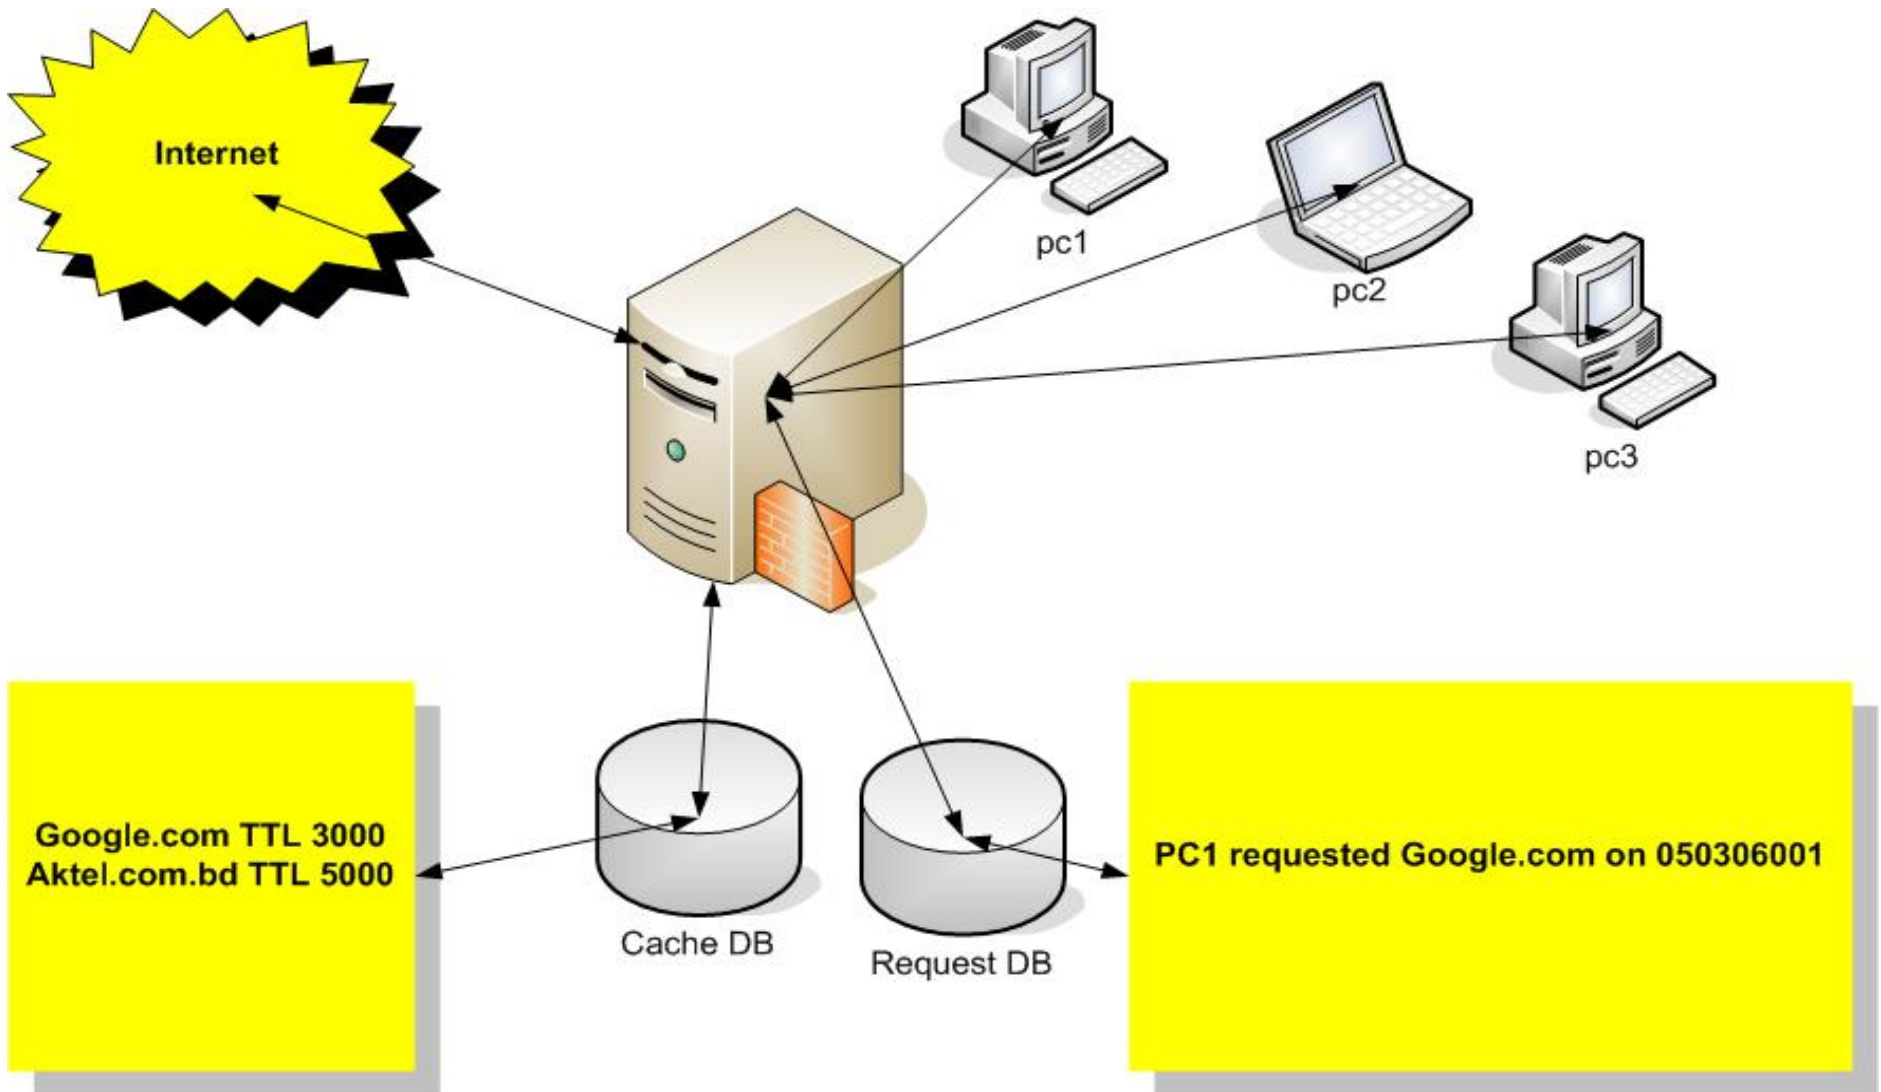 Internet
pc1
pc2
pc3
Google.com TTL 3000
Aktel.com.bd TTL 5000
Cache DB
Request DB
PC1 requested Google.com on 050306001